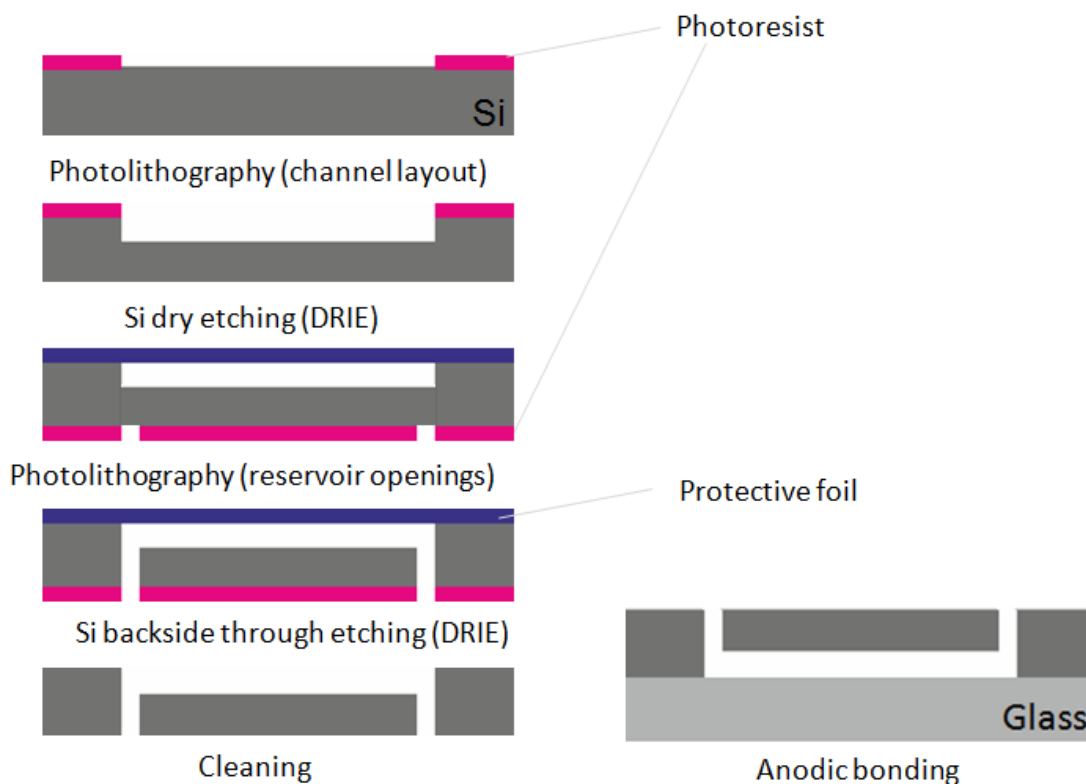 Photoresist
Si
Photolithography (channel layout)
Si dry etching (DRIE)
Photolithography (reservoir openings)
Protective foil
Si backside through etching (DRIE)
Glass
Cleaning
Anodic bonding